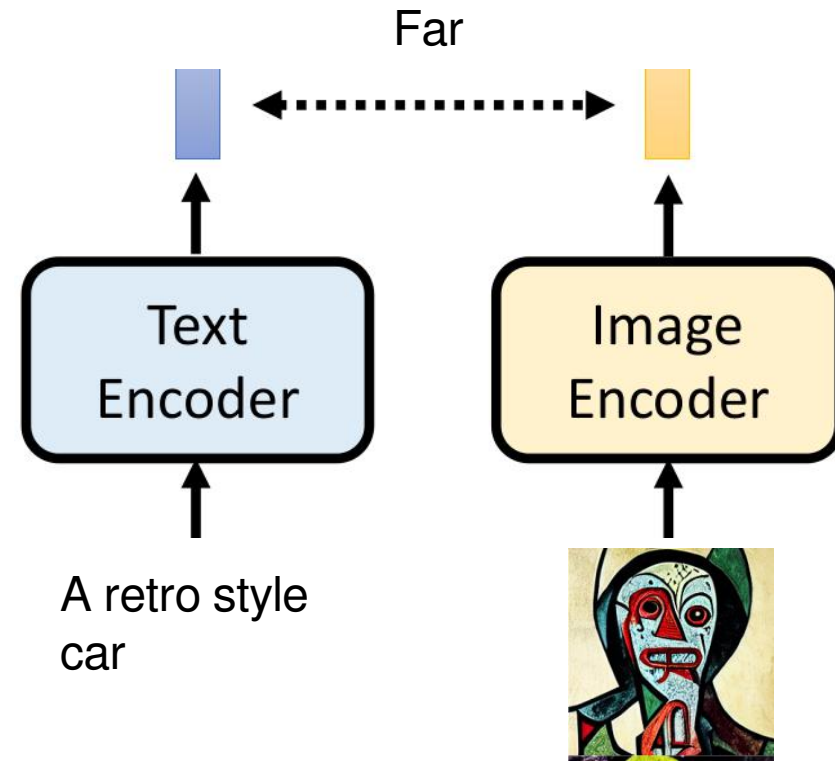 Far
Text
Encoder
Image
Encoder
A retro style
car